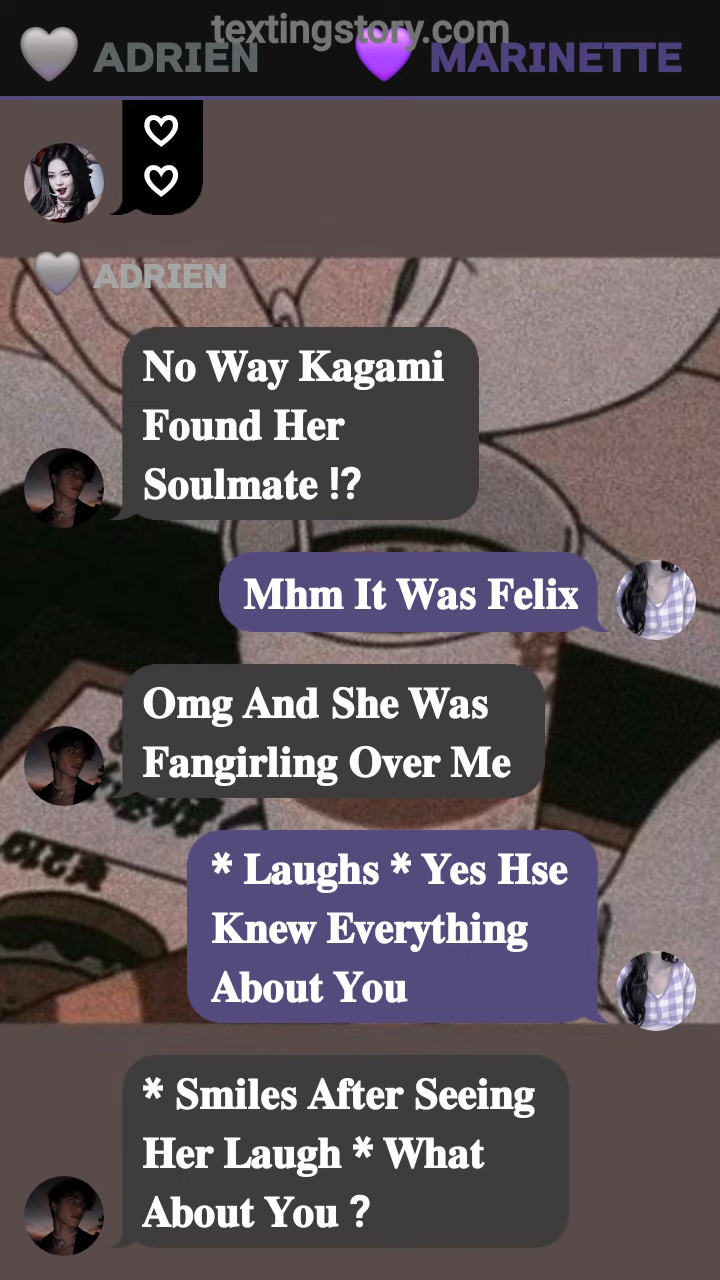 textingstory.com
🩶 ADRIEN 💜 MARINETTE
♡
♡
🩶 ADRIEN
No Way Kagami
Found Her
Soulmate !?
Mhm It Was Felix
Omg And She Was
Fangirling Over Me
* Laughs * Yes Hse
Knew Everything
About You
* Smiles After Seeing
Her Laugh * What
About You ?